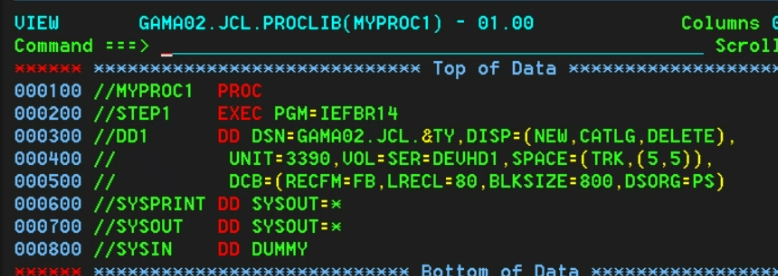 VIEW       GAMA02.JCL.PROCLIB(MYPROC1) - 01.00                 Columns
Command ===>                                                      Scroll
****** **************************** Top of Data ******************
000100 //MYPROC1  PROC
000200 //STEP1    EXEC PGM=IEFBR14
000300 //DD1      DD DSN=GAMA02.JCL.&TY,DISP=(NEW,CATLG,DELETE),
000400 //          UNIT=3390,VOL=SER=DEVHD1,SPACE=(TRK,(5,5)),
000500 //          DCB=(RECFM=FB,LRECL=80,BLKSIZE=800,DSORG=PS)
000600 //SYSPRINT DD SYSOUT=*
000700 //SYSOUT   DD SYSOUT=*
000800 //SYSIN    DD DUMMY
****** *************************** Bottom of Data ****************